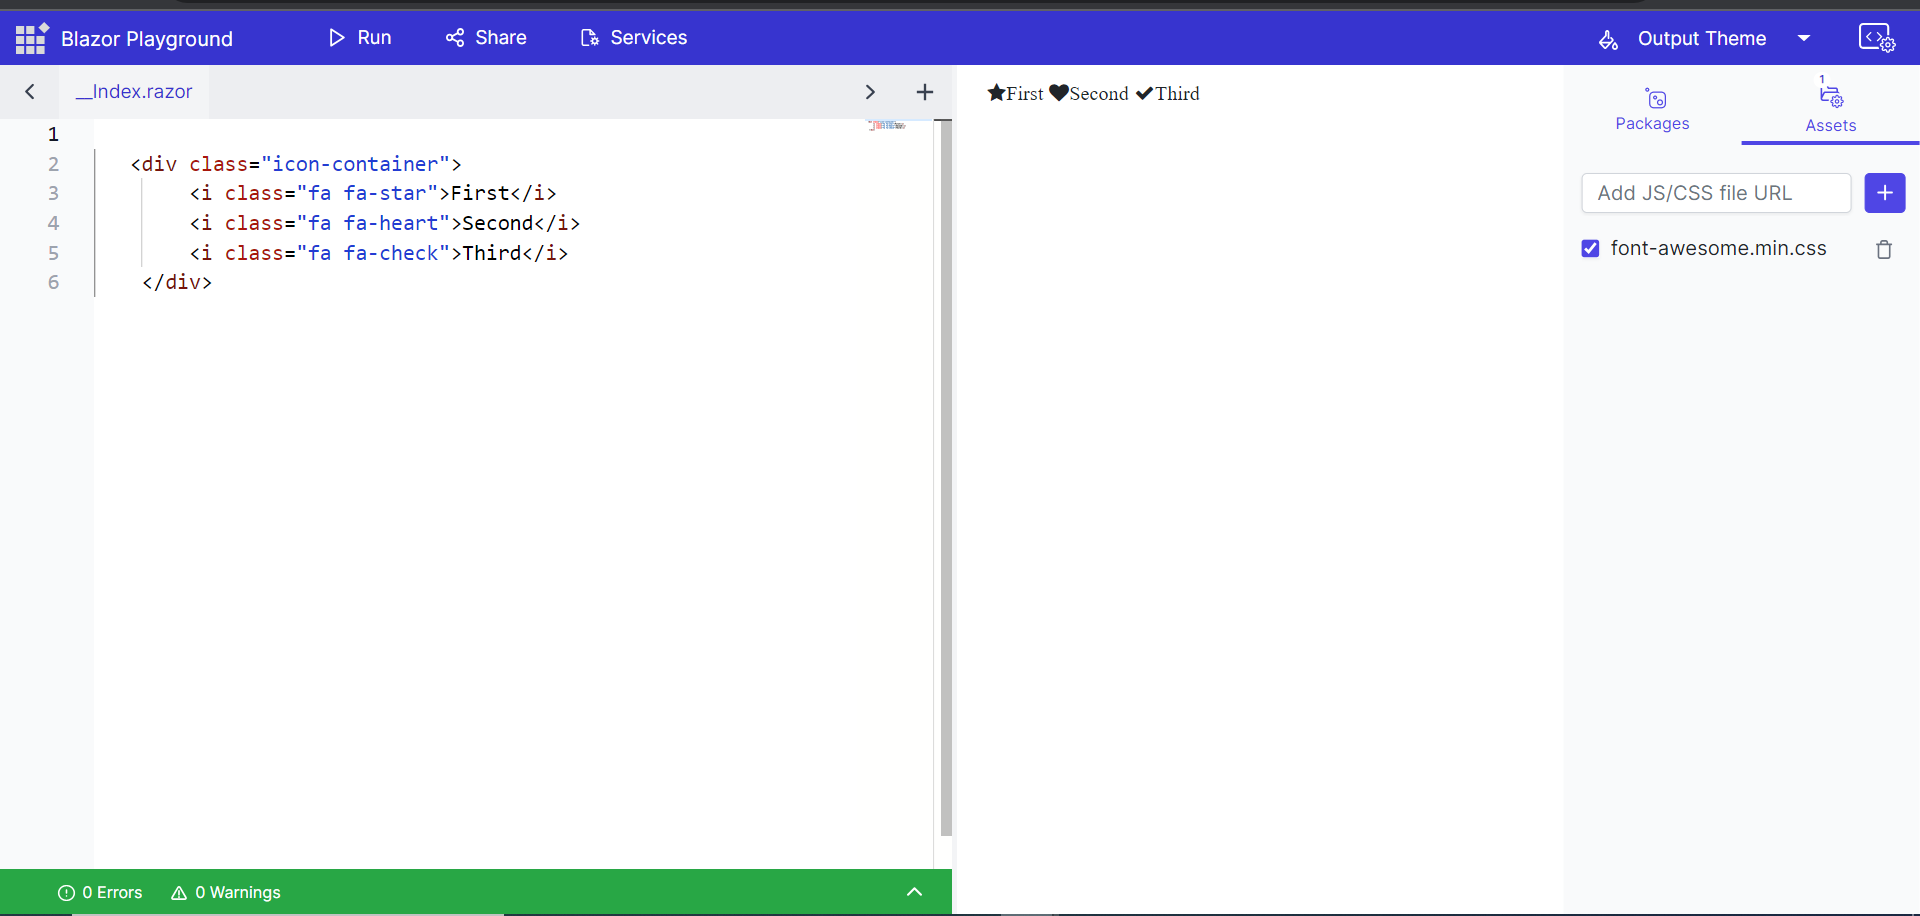 Blazor Playground Run Share Services Output Theme
__Index.razor
1
2 <div class="icon-container">
3 <i class="fa fa-star">First</i>
4 <i class="fa fa-heart">Second</i>
5 <i class="fa fa-check">Third</i>
6 </div>
0 Errors 0 Warnings
First Second Third
Packages
1
Assets
Add JS/CSS file URL
font-awesome.min.css